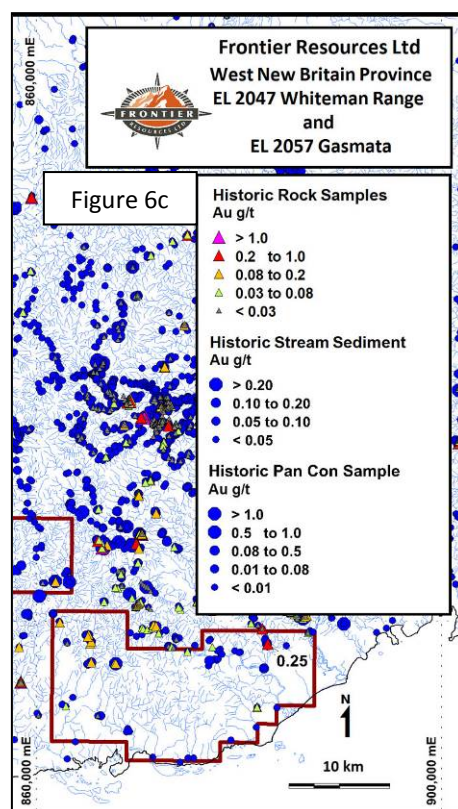 Frontier Resources Ltd
West New Britain Province
EL 2047 Whiteman Range
and
EL 2057 Gasmata
FRONTIER
RESOURCES LTD
860,000 mE
Figure 6c
Historic Rock Samples
Au g/t
> 1.0
0.2 to 1.0
0.08 to 0.2
0.03 to 0.08
< 0.03
Historic Stream Sediment
Au g/t
> 0.20
0.10 to 0.20
0.05 to 0.10
< 0.05
Historic Pan Con Sample
Au g/t
> 1.0
0.5 to 1.0
0.08 to 0.5
0.01 to 0.08
< 0.01
0.25
N
10 km
860,000 mE
900,000 mE